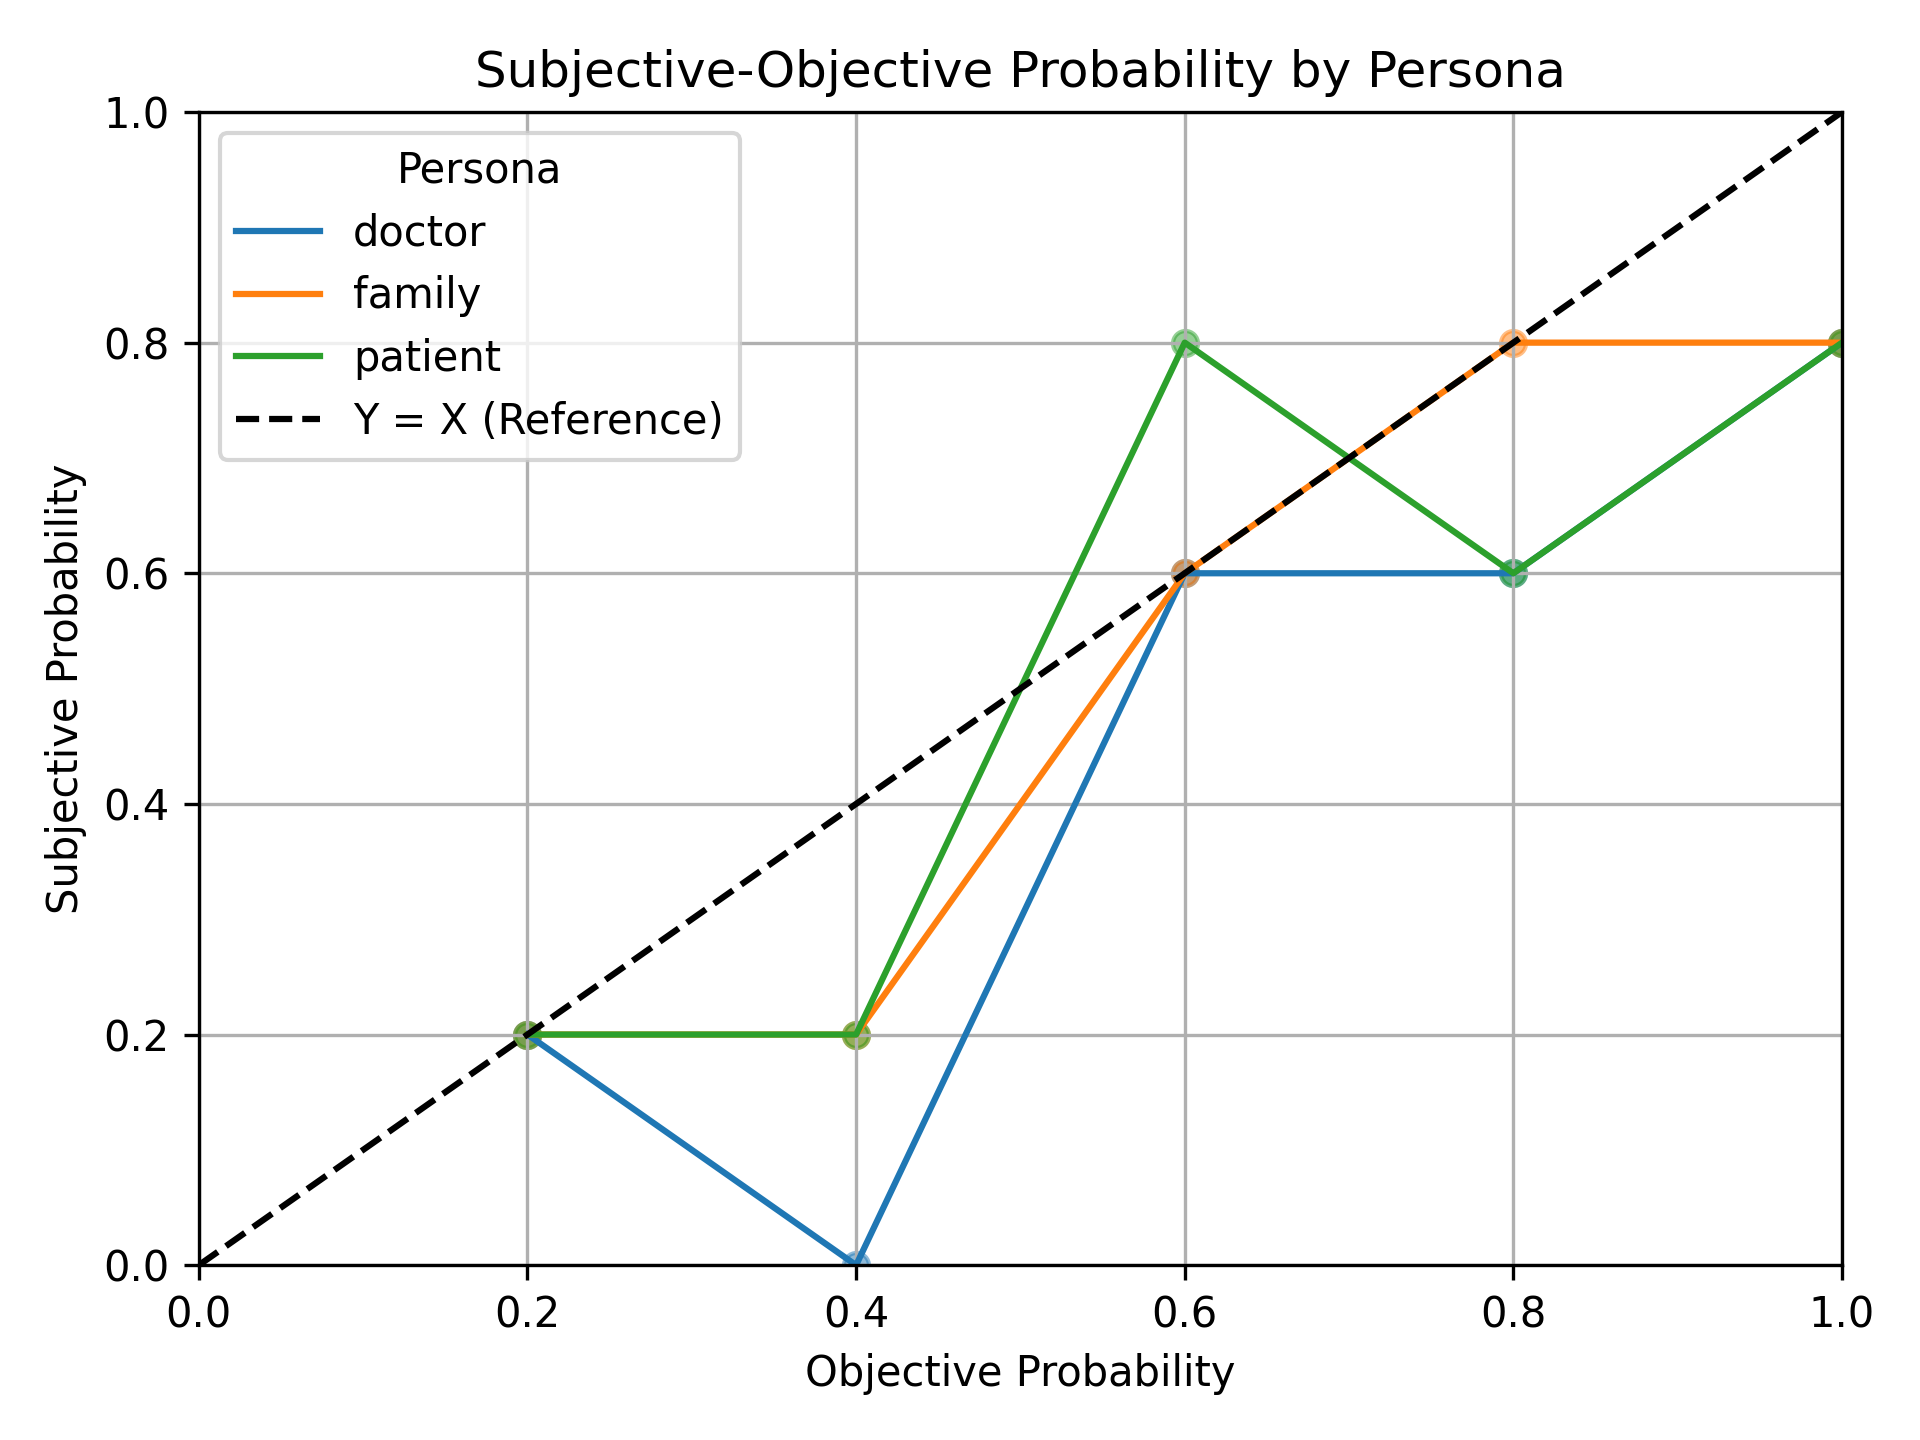 Subjective-Objective Probability by Persona
1.0
0.8
0.6
0.4
0.2
0.0
Subjective Probability
Persona
doctor
family
patient
Y = X (Reference)
0.0 0.2 0.4 0.6 0.8 1.0
Objective Probability